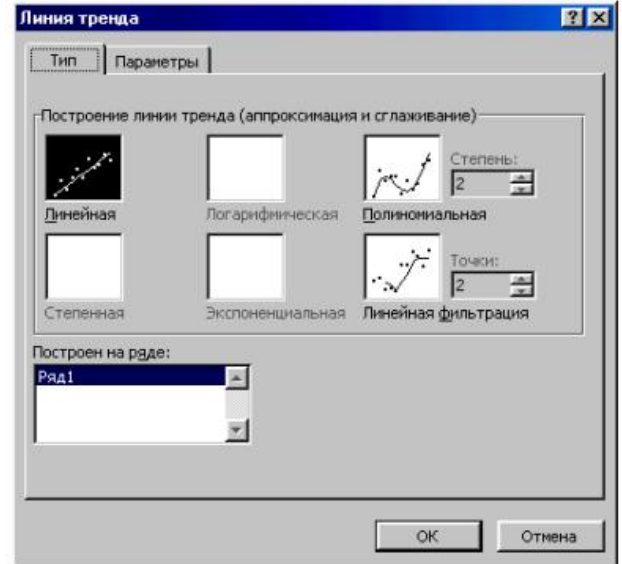 Линия тренда
Тип Параметры
Построение линии тренда (аппроксимация и сглаживание)
Степень:
2
Линейная Логарифмическая Полиномиальная
Точки:
2
Степенная Экспоненциальная Линейная фильтрация
Построен на ряде:
Ряд1
ОК Отмена